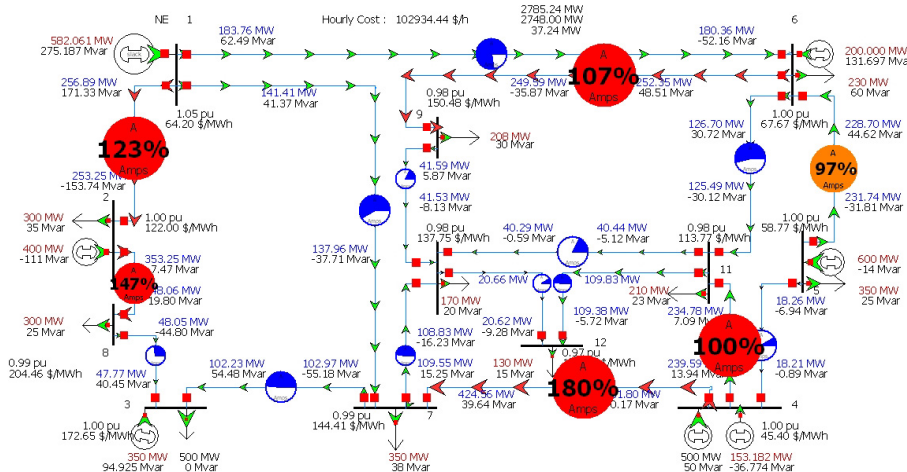 NE 1
Hourly Cost : 102934.44 $/h
2785.24 MW
2748.00 MW
37.24 MW
6
582.061 MW
275.187 Mvar
slack
183.76 MW
62.49 Mvar
180.36 MW
-52.16 Mvar
200.000 MW
131.697 Mvar
256.89 MW
171.33 Mvar
141.41 MW
41.37 Mvar
249.59 MW
-35.87 Mvar
107%
Amps
252.35 MW
48.51 Mvar
230 MW
60 Mvar
1.05 pu
64.20 $/MWh
0.98 pu
150.48 $/MWh
1.00 pu
67.67 $/MWh
A
123%
Amps
9
208 MW
30 Mvar
126.70 MW
30.72 Mvar
228.70 MW
44.62 Mvar
253.25 MW
-153.74 Mvar
41.59 MW
5.87 Mvar
A
97%
Amps
2
300 MW
35 Mvar
1.00 pu
122.00 $/MWh
41.53 MW
-8.13 Mvar
125.49 MW
-30.12 Mvar
231.74 MW
-31.81 Mvar
400 MW
-111 Mvar
353.25 MW
7.47 Mvar
137.96 MW
-37.71 Mvar
0.98 pu
137.75 $/MWh
40.29 MW
-0.59 Mvar
40.44 MW
-5.12 Mvar
0.98 pu
113.77 $/MWh
1.00 pu
58.77 $/MWh
147%
Amps
48.06 MW
19.80 Mvar
20.66 MW
109.83 MW
11
600 MW
-14 Mvar
5
350 MW
25 Mvar
300 MW
25 Mvar
8
48.05 MW
-44.80 Mvar
170 MW
20 Mvar
210 MW
23 Mvar
18.26 MW
-6.94 Mvar
108.83 MW
-16.23 Mvar
20.62 MW
-9.28 Mvar
109.38 MW
-5.72 Mvar
234.78 MW
7.09 Mvar
0.99 pu
204.46 $/MWh
47.77 MW
40.45 Mvar
102.23 MW
54.48 Mvar
102.97 MW
-55.18 Mvar
109.55 MW
15.25 Mvar
12
0.97 pu
130 MW
15 Mvar
A
100%
Amps
239.59 MW
13.94 Mvar
18.21 MW
-0.89 Mvar
3
1.00 pu
172.65 $/MWh
0.99 pu
144.41 $/MWh
7
424.56 MW
39.64 Mvar
A
180%
Amps
4
1.00 pu
45.40 $/MWh
350 MW
94.925 Mvar
500 MW
0 Mvar
350 MW
38 Mvar
500 MW
50 Mvar
153.182 MW
-36.774 Mvar